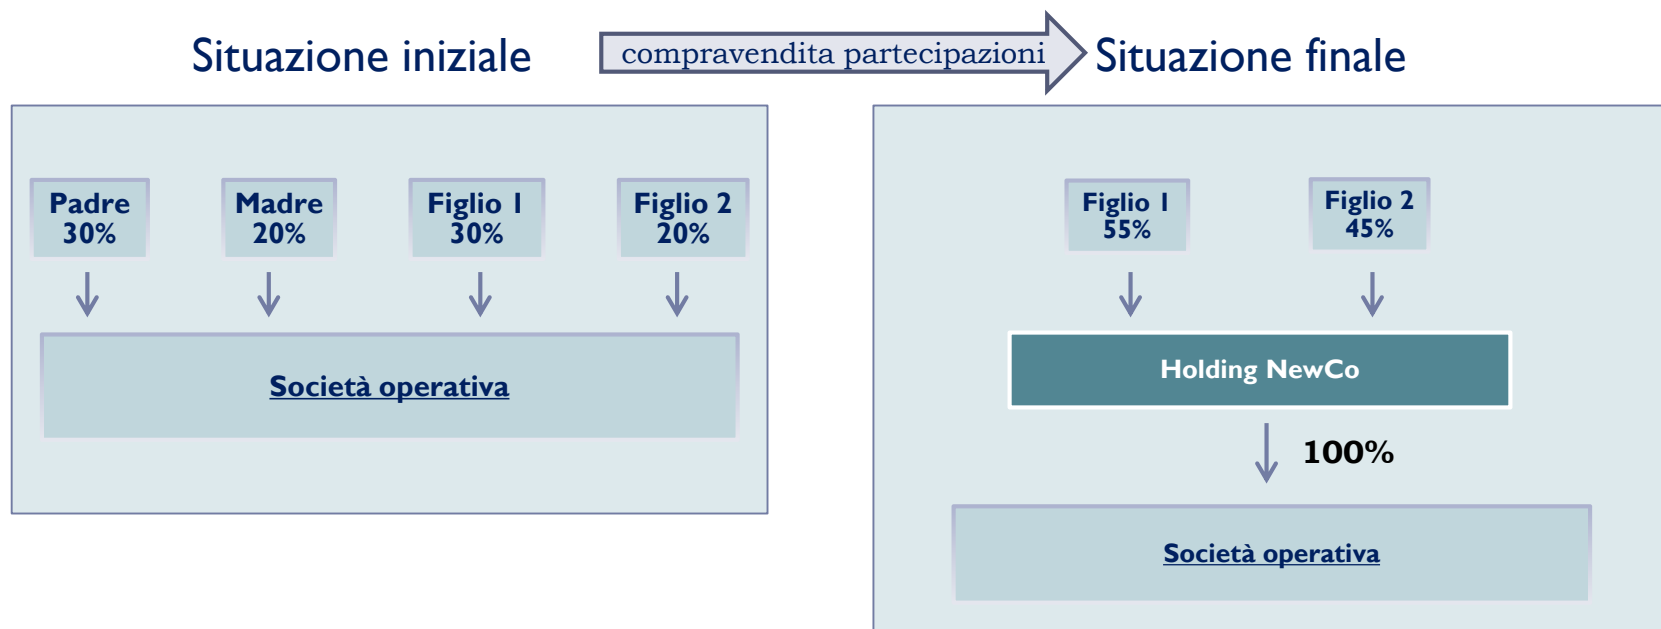 Situazione iniziale
compravendita partecipazioni
Situazione finale
Padre
30%
Madre
20%
Figlio 1
30%
Figlio 2
20%
Società operativa
Figlio 1
55%
Figlio 2
45%
Holding NewCo
100%
Società operativa